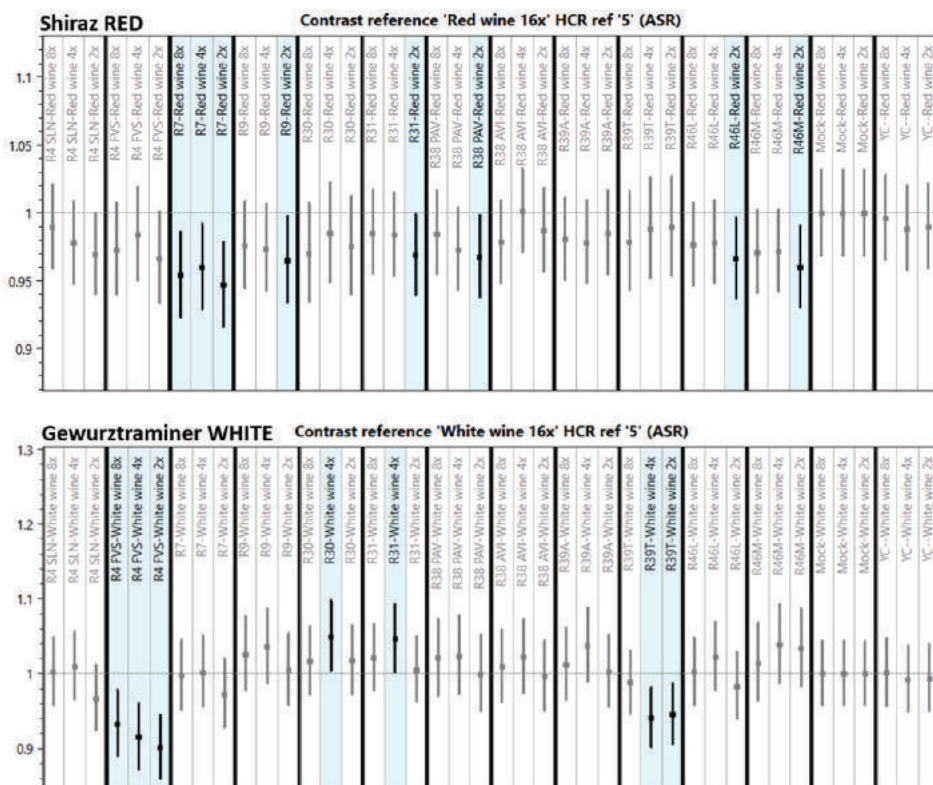 Shiraz RED
Contrast reference 'Red wine 16x' HCR ref '5' (ASR)
1.1
1.05
1
0.95
0.9
R4 SLN-Red wine 8x
R4 SLN-Red wine 4x
R4 SLN-Red wine 2x
R4 FVS-Red wine 8x
R4 FVS-Red wine 4x
R4 FVS-Red wine 2x
R7-Red wine 8x
R7-Red wine 4x
R7-Red wine 2x
R9-Red wine 8x
R9-Red wine 4x
R9-Red wine 2x
R30-Red wine 8x
R30-Red wine 4x
R30-Red wine 2x
R31-Red wine 8x
R31-Red wine 4x
R31-Red wine 2x
R38 PAV-Red wine 8x
R38 PAV-Red wine 4x
R38 PAV-Red wine 2x
R38 AVI-Red wine 8x
R38 AVI-Red wine 4x
R38 AVI-Red wine 2x
R39A-Red wine 8x
R39A-Red wine 4x
R39A-Red wine 2x
R39T-Red wine 8x
R39T-Red wine 4x
R39T-Red wine 2x
R46L-Red wine 8x
R46L-Red wine 4x
R46L-Red wine 2x
R46M-Red wine 8x
R46M-Red wine 4x
R46M-Red wine 2x
Mock-Red wine 8x
Mock-Red wine 4x
Mock-Red wine 2x
YC--Red wine 8x
YC--Red wine 4x
YC--Red wine 2x
Gewurztraminer WHITE
Contrast reference 'White wine 16x' HCR ref '5' (ASR)
1.3
1.2
1.1
1
0.9
R4 SLN-White wine 8x
R4 SLN-White wine 4x
R4 SLN-White wine 2x
R4 FVS-White wine 8x
R4 FVS-White wine 4x
R4 FVS-White wine 2x
R7-White wine 8x
R7-White wine 4x
R7-White wine 2x
R9-White wine 8x
R9-White wine 4x
R9-White wine 2x
R30-White wine 8x
R30-White wine 4x
R30-White wine 2x
R31-White wine 8x
R31-White wine 4x
R31-White wine 2x
R38 PAV-White wine 8x
R38 PAV-White wine 4x
R38 PAV-White wine 2x
R38 AVI-White wine 8x
R38 AVI-White wine 4x
R38 AVI-White wine 2x
R39A-White wine 8x
R39A-White wine 4x
R39A-White wine 2x
R39T-White wine 8x
R39T-White wine 4x
R39T-White wine 2x
R46L-White wine 8x
R46L-White wine 4x
R46L-White wine 2x
R46M-White wine 8x
R46M-White wine 4x
R46M-White wine 2x
Mock-White wine 8x
Mock-White wine 4x
Mock-White wine 2x
YC--White wine 8x
YC--White wine 4x
YC--White wine 2x